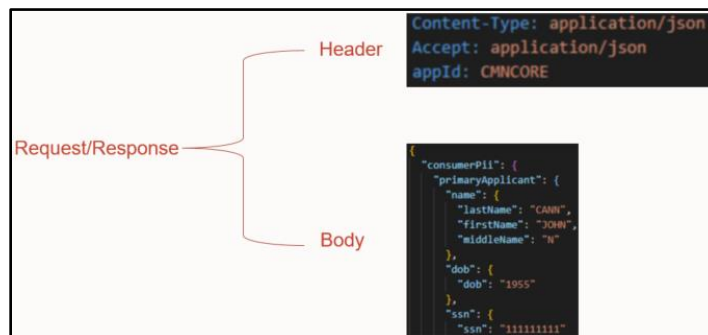 Request/Response
Header
Content-Type: application/json
Accept: application/json
appId: CMNCORE
Body
{
"consumerPii": {
"primaryApplicant": {
"name": {
"lastName": "CANN",
"firstName": "JOHN",
"middleName": "N"
},
"dob": {
"dob": "1955"
},
"ssn": {
"ssn": "111111111"